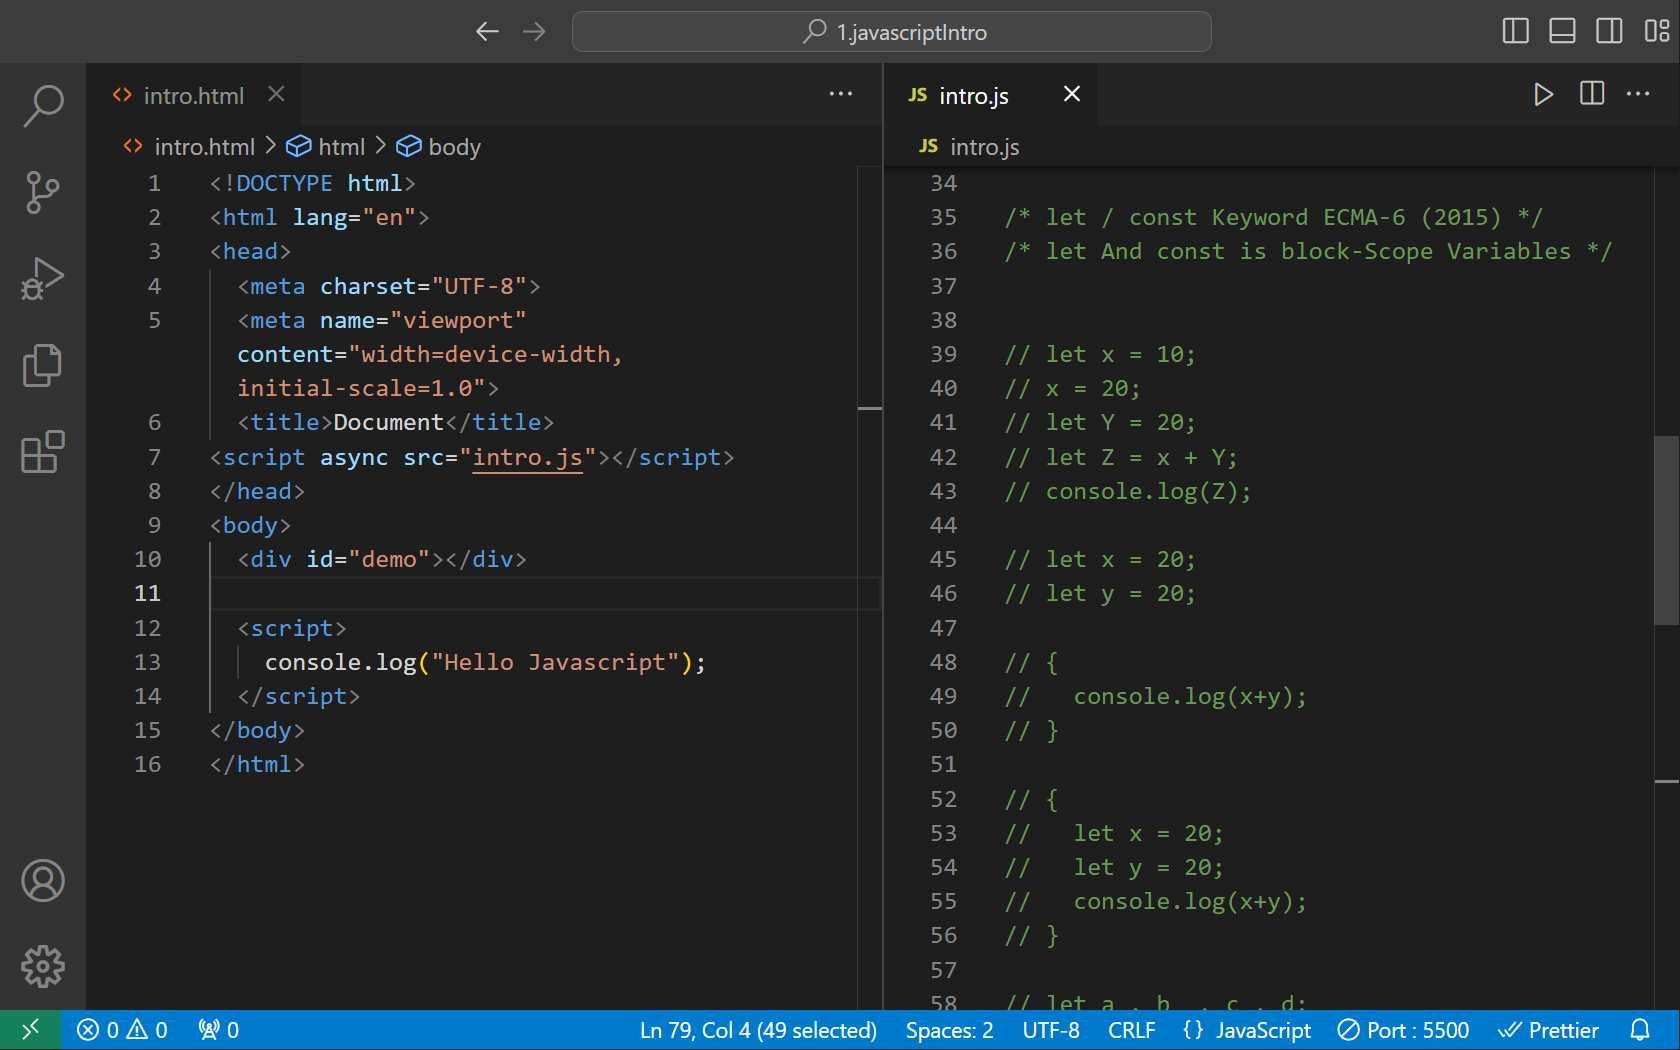 1.javascriptIntro
intro.html
JS intro.js
intro.html > html > body
JS intro.js
1 <!DOCTYPE html>
2 <html lang="en">
3 <head>
4 <meta charset="UTF-8">
5 <meta name="viewport"
content="width=device-width,
initial-scale=1.0">
6 <title>Document</title>
7 <script async src="intro.js"></script>
8 </head>
9 <body>
10 <div id="demo"></div>
11
12 <script>
13 console.log("Hello Javascript");
14 </script>
15 </body>
16 </html>
34
35 /* let / const Keyword ECMA-6 (2015) */
36 /* let And const is block-Scope Variables */
37
38
39 // let x = 10;
40 // x = 20;
41 // let Y = 20;
42 // let Z = x + Y;
43 // console.log(Z);
44
45 // let x = 20;
46 // let y = 20;
47
48 // {
49 //   console.log(x+y);
50 // }
51
52 // {
53 //   let x = 20;
54 //   let y = 20;
55 //   console.log(x+y);
56 // }
57
58 // let a , b , c , d;
0 0 0 Ln 79, Col 4 (49 selected) Spaces: 2 UTF-8 CRLF {} JavaScript Port : 5500 Prettier